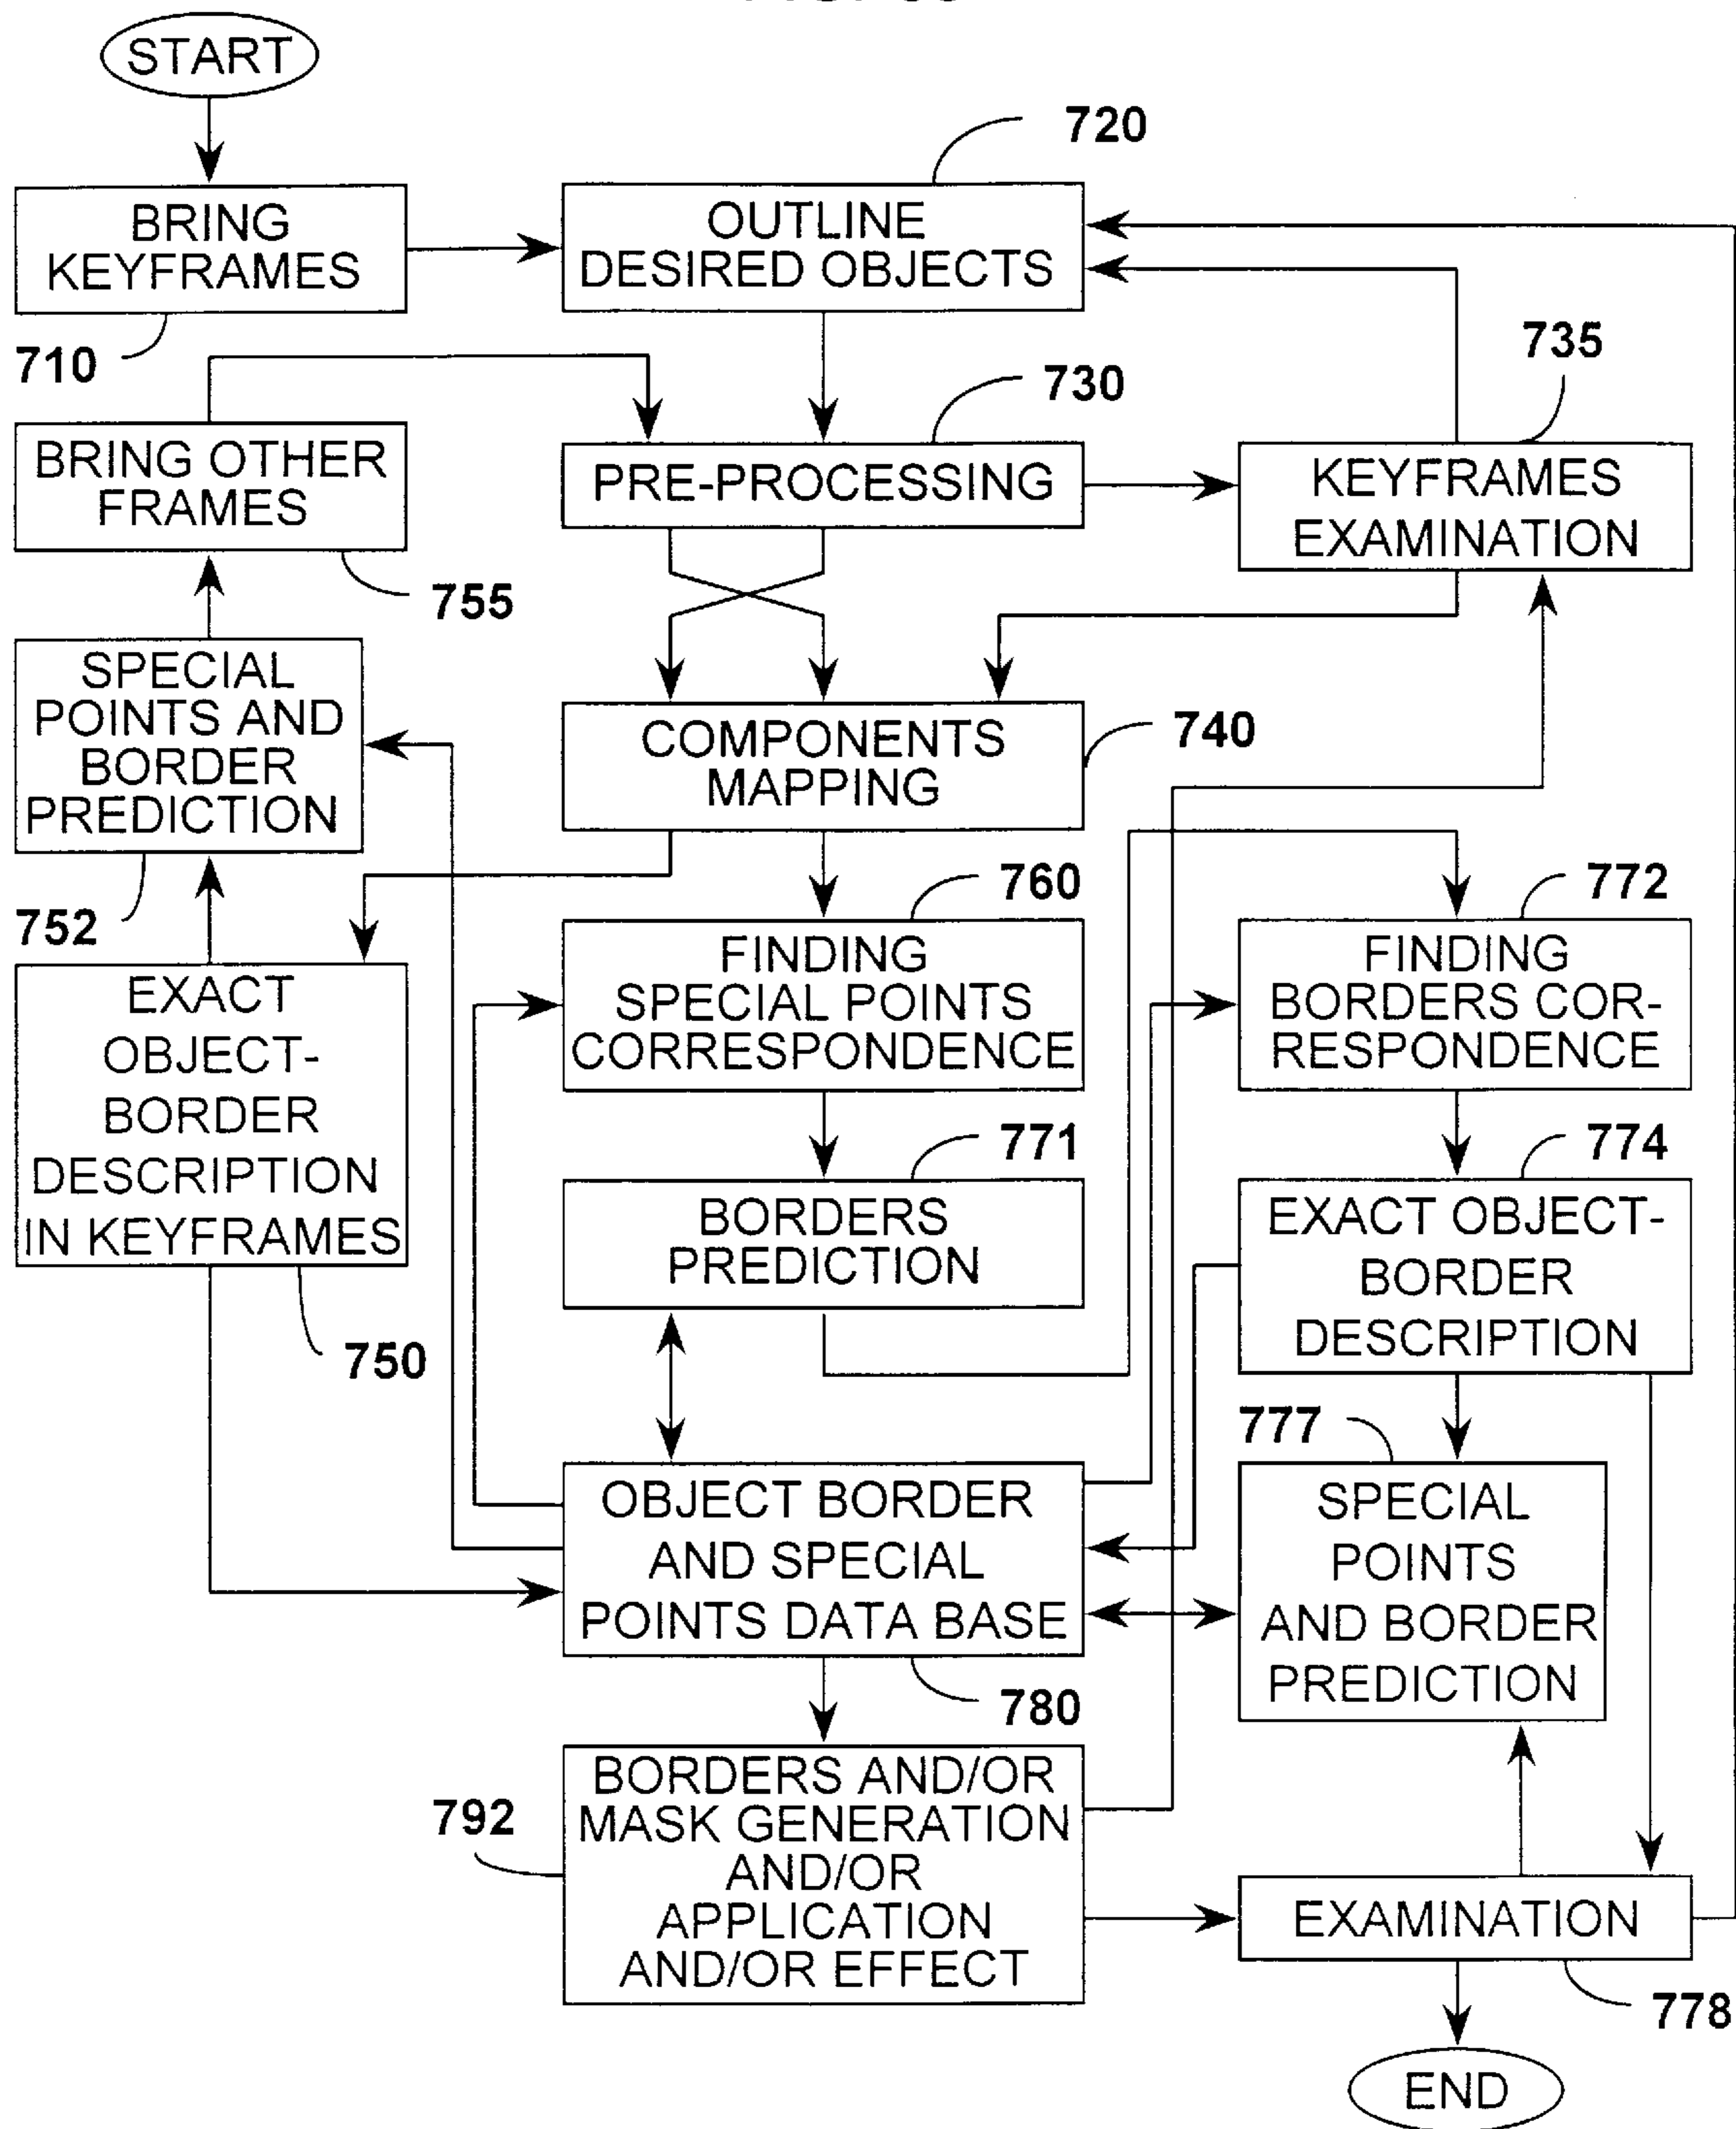 START
720
BRING
KEYFRAMES
OUTLINE
DESIRED OBJECTS
710
735
730
BRING OTHER
FRAMES
PRE-PROCESSING
KEYFRAMES
EXAMINATION
755
SPECIAL
POINTS AND
BORDER
PREDICTION
COMPONENTS
MAPPING
740
752
760
772
EXACT
OBJECT-
BORDER
DESCRIPTION
IN KEYFRAMES
FINDING
SPECIAL POINTS
CORRESPONDENCE
FINDING
BORDERS COR-
RESPONDENCE
771
774
BORDERS
PREDICTION
EXACT OBJECT-
BORDER
DESCRIPTION
750
777
OBJECT BORDER
AND SPECIAL
POINTS DATA BASE
SPECIAL
POINTS
AND BORDER
PREDICTION
780
792
BORDERS AND/OR
MASK GENERATION
AND/OR
APPLICATION
AND/OR EFFECT
EXAMINATION
778
END